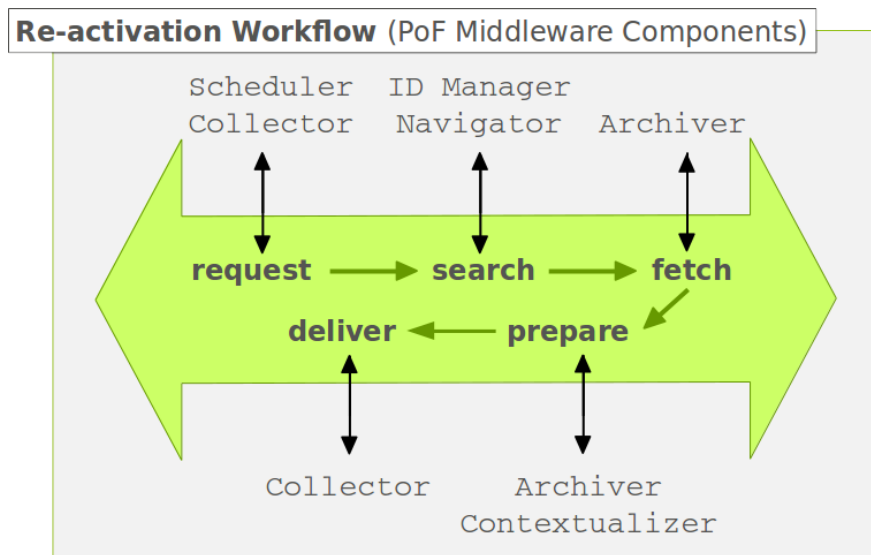 Re-activation Workflow (PoF Middleware Components)
Scheduler ID Manager
Collector Navigator Archiver
request search fetch
deliver prepare
Collector Archiver
Contextualizer